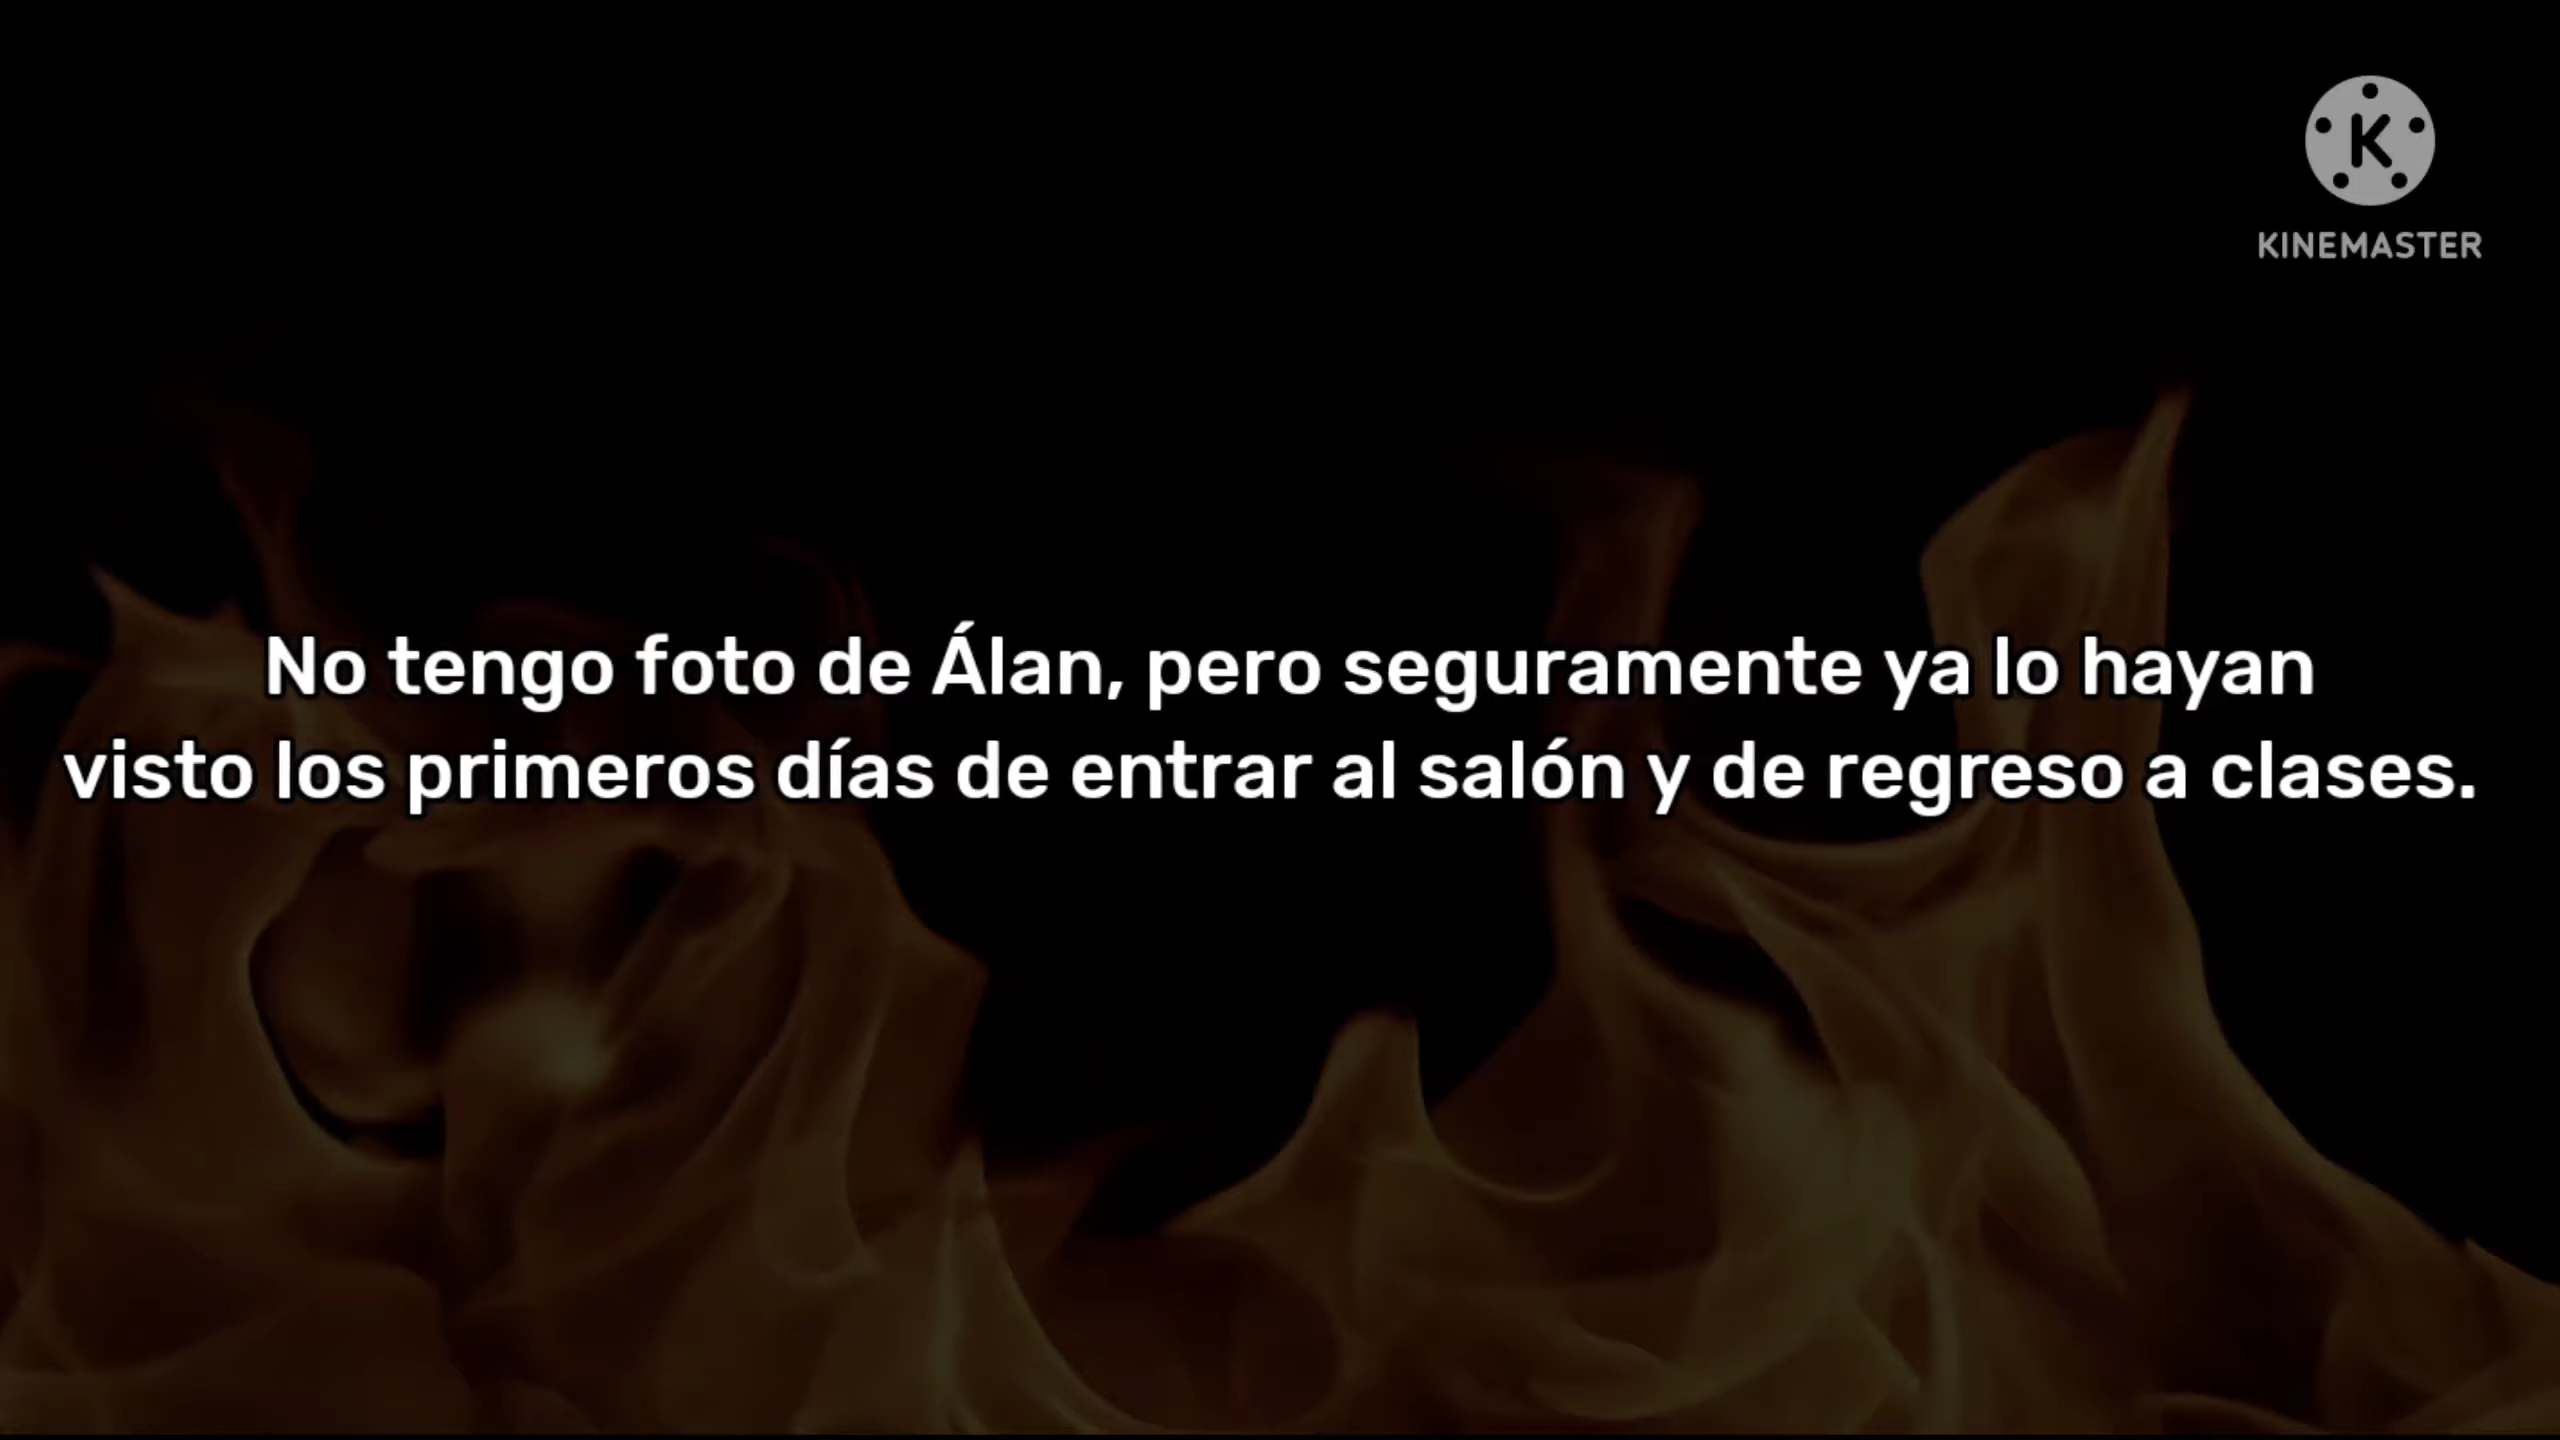 K
KINEMASTER
No tengo foto de Álan, pero seguramente ya lo hayan
visto los primeros días de entrar al salón y de regreso a clases.